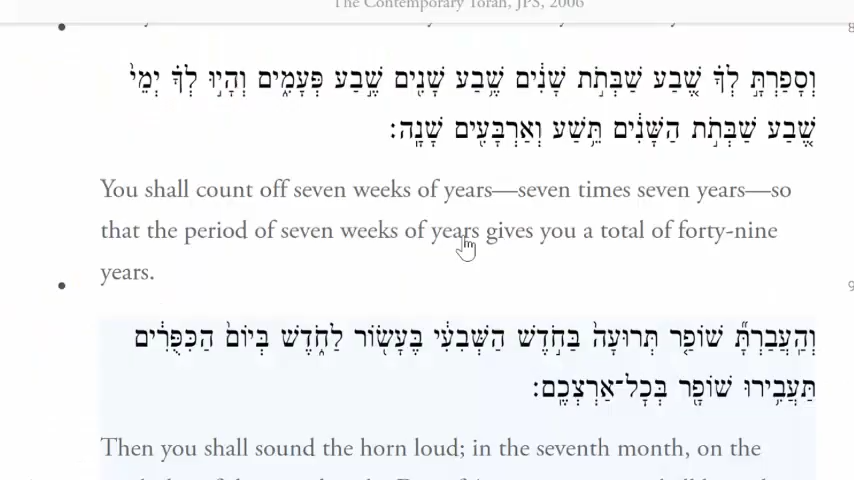 The Contemporary Torah, JPS, 2006
8
וְסָפַרְתָּ֣ לְךָ֗ שֶׁ֚בַע שַׁבְּתֹ֣ת שָׁנִ֔ים שֶׁ֥בַע שָׁנִ֖ים שֶׁ֣בַע פְּעָמִ֑ים וְהָי֣וּ לְךָ֗ יְמֵי֙
שֶׁ֚בַע שַׁבְּתֹ֣ת הַשָּׁנִ֔ים תֵּ֥שַׁע וְאַרְבָּעִ֖ים שָׁנָֽה׃
You shall count off seven weeks of years—seven times seven years—so
that the period of seven weeks of years gives you a total of forty-nine
years.
9
וְהַֽעֲבַרְתָּ֞ שׁוֹפַ֤ר תְּרוּעָה֙ בַּחֹ֣דֶשׁ הַשְּׁבִעִ֔י בֶּעָשׂ֖וֹר לַחֹ֑דֶשׁ בְּיוֹם֙ הַכִּפֻּרִ֔ים
תַּעֲבִ֥ירוּ שׁוֹפָ֖ר בְּכׇל־אַרְצְכֶֽם׃
Then you shall sound the horn loud; in the seventh month, on the